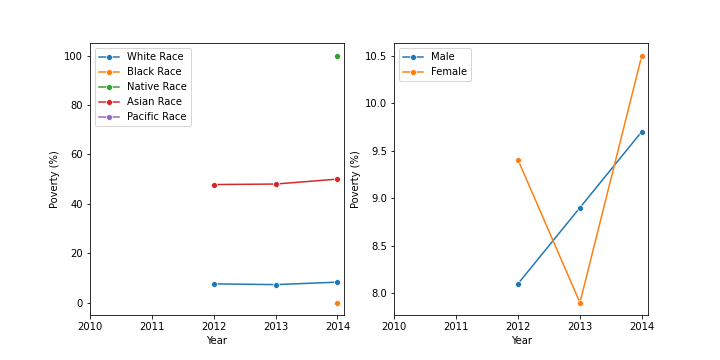 100
80
60
40
20
0
Poverty (%)
White Race
Black Race
Native Race
Asian Race
Pacific Race
2010 2011 2012 2013 2014
Year
10.5
10.0
9.5
9.0
8.5
8.0
Poverty (%)
Male
Female
2010 2011 2012 2013 2014
Year